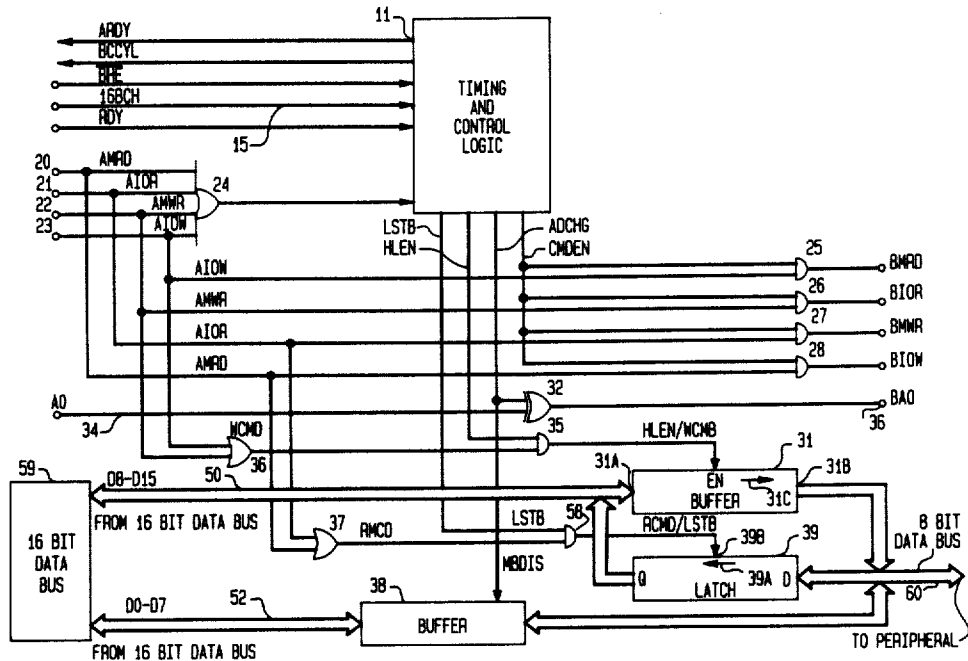 11
ARDY
BCCYL
BHE
16BCH
RDY
15
TIMING
AND
CONTROL
LOGIC
20
AMRD
21
AIOR
24
22
AMWR
23
AIOW
LSTB
HLEN
ADCHG
CMDEN
25
BMRD
AIOW
26
BIOR
AMWR
27
BMWR
AIOR
28
BIOW
AMRD
32
A0
34
BA0
36
35
WCMD
36
HLEN/WCMB
59
D8-D15
50
31A
31
31B
EN
BUFFER
31C
FROM 16 BIT DATA BUS
LSTB
58
RCMD/LSTB
8 BIT
DATA BUS
16 BIT
DATA
BUS
37
RMCD
MBDIS
39B
39
Q
39A
D
LATCH
60
D0-D7
52
38
BUFFER
FROM 16 BIT DATA BUS
TO PERIPHERAL